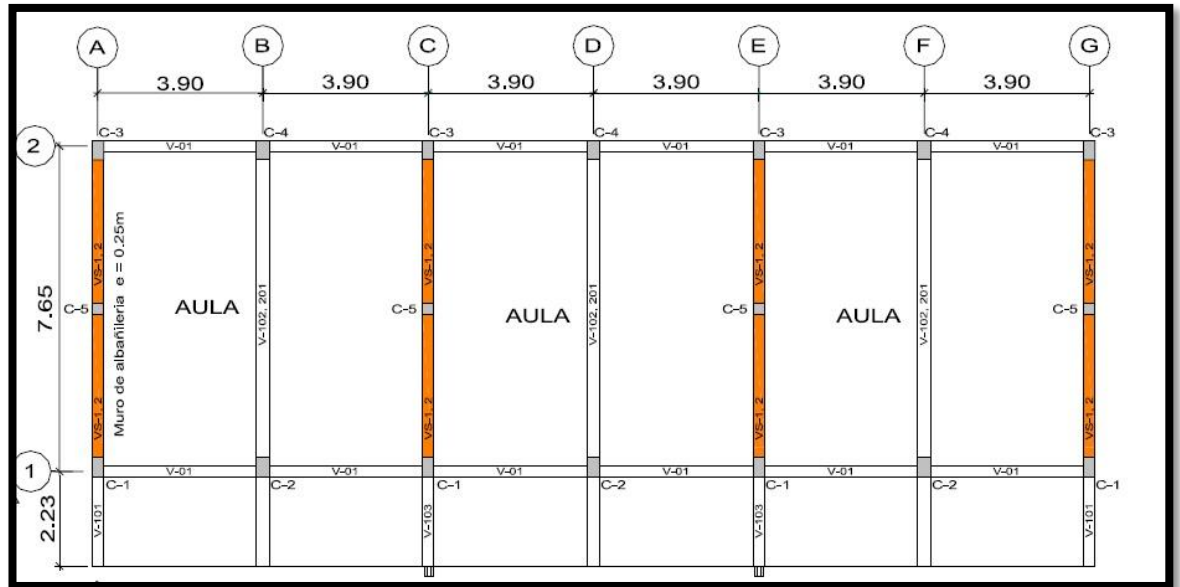 A B C D E F G
3.90 3.90 3.90 3.90 3.90 3.90
C-3 C-4 C-3 C-4 C-3 C-4 C-3
2
V-01 V-01 V-01 V-01 V-01 V-01
VS-1, 2 VS-1, 2 VS-1, 2 VS-1, 2
Muro de albañileria e = 0.25m
7.65
C-5 C-5 C-5 C-5
AULA AULA AULA
V-102, 201 V-102, 201 V-102, 201
VS-1, 2 VS-1, 2 VS-1, 2 VS-1, 2
1
V-01 V-01 V-01 V-01 V-01 V-01
C-1 C-2 C-1 C-2 C-1 C-2 C-1
2.23
V-101 V-103 V-103 V-101